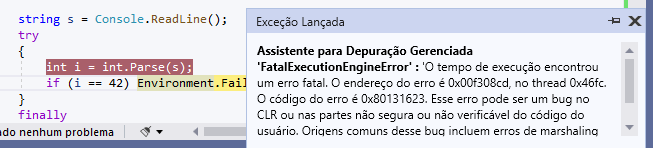 string s = Console.ReadLine();
Exceção Lançada
try
{
int i = int.Parse(s);
if (i == 42) Environment.Fail
}
finally
Assistente para Depuração Gerenciada
'FatalExecutionEngineError' : 'O tempo de execução encontrou
um erro fatal. O endereço do erro é 0x00f308cd, no thread 0x46fc.
O código do erro é 0x80131623. Esse erro pode ser um bug no
CLR ou nas partes não segura ou não verificável do código do
usuário. Origens comuns desse bug incluem erros de marshaling
do nenhum problema